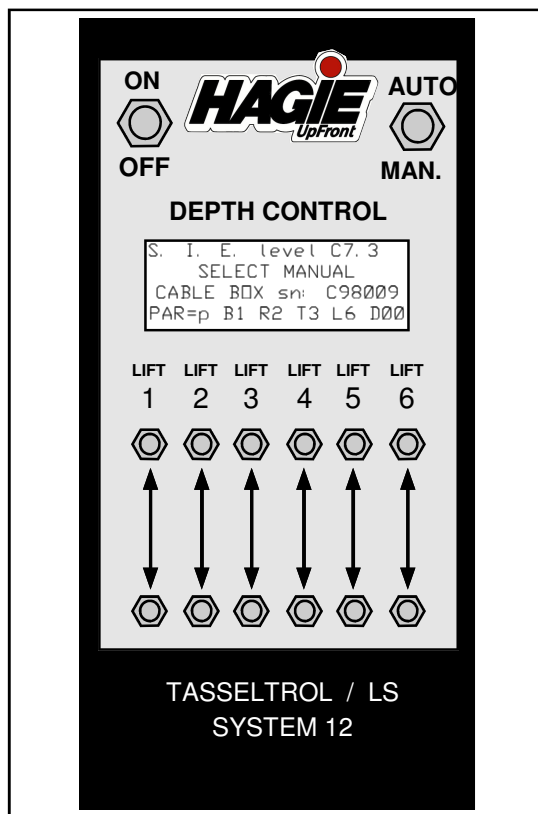 ON
HAGIE
UpFront
AUTO
OFF
MAN.
DEPTH CONTROL
S. I. E. level C7.3
SELECT MANUAL
CABLE BOX sn: C98009
PAR=p B1 R2 T3 L6 D00
LIFT LIFT LIFT LIFT LIFT LIFT
1 2 3 4 5 6
TASSELTROL / LS
SYSTEM 12